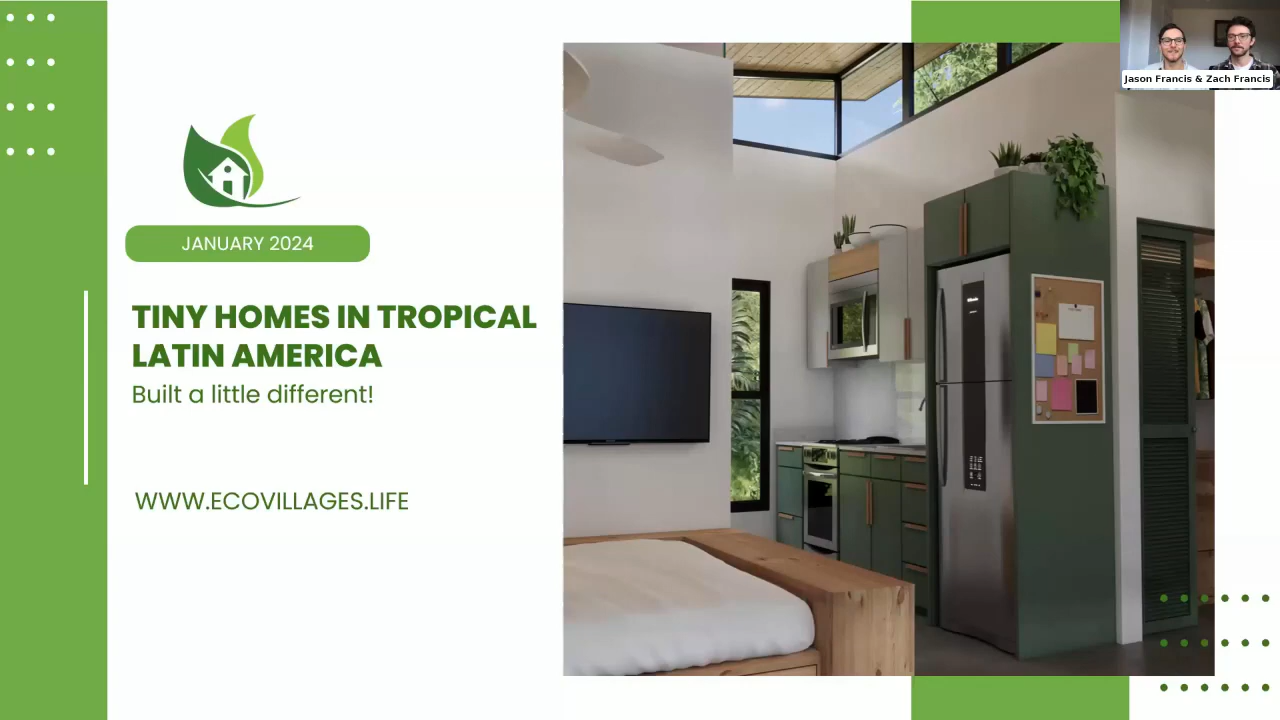 Jason Francis & Zach Francis
JANUARY 2024
TINY HOMES IN TROPICAL
LATIN AMERICA
Built a little different!
WWW.ECOVILLAGES.LIFE